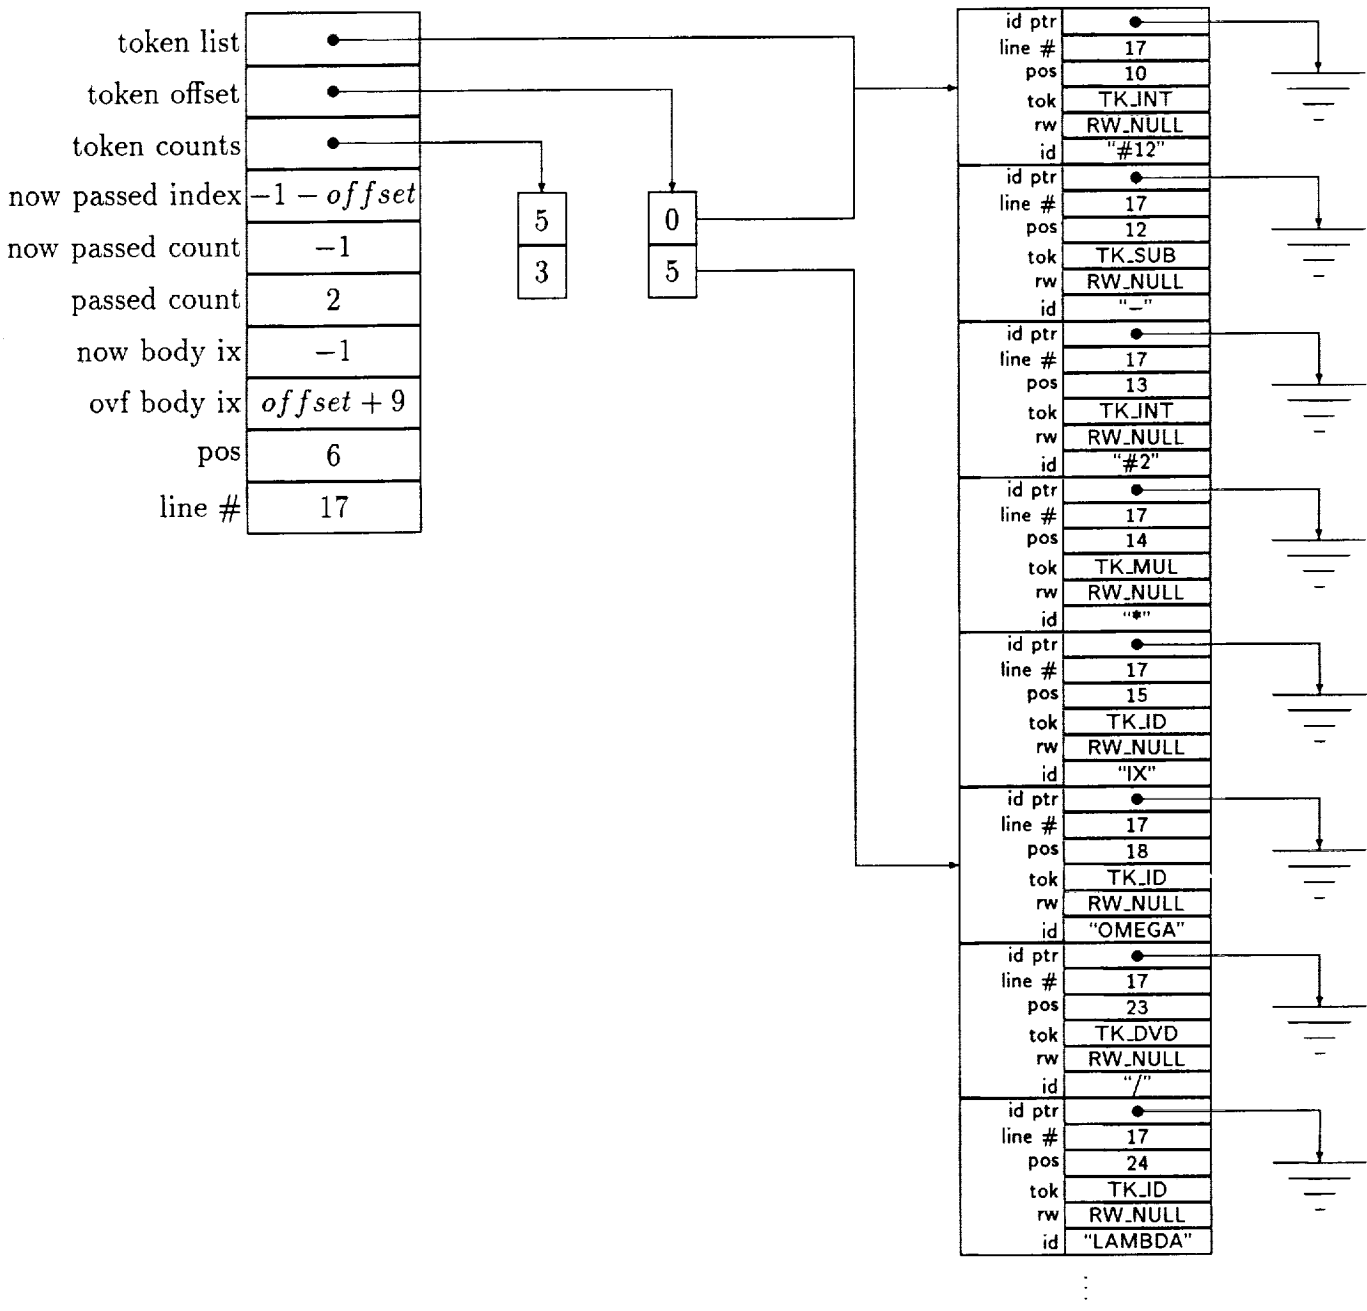 token list
token offset
token counts
now passed index −1 − offset
now passed count −1
passed count 2
now body ix −1
ovf body ix offset + 9
pos 6
line # 17
5
3
0
5
id ptr
line # 17
pos 10
tok TK_INT
rw RW_NULL
id "#12"
id ptr
line # 17
pos 12
tok TK_SUB
rw RW_NULL
id "−"
id ptr
line # 17
pos 13
tok TK_INT
rw RW_NULL
id "#2"
id ptr
line # 17
pos 14
tok TK_MUL
rw RW_NULL
id "*"
id ptr
line # 17
pos 15
tok TK_ID
rw RW_NULL
id "IX"
id ptr
line # 17
pos 18
tok TK_ID
rw RW_NULL
id "OMEGA"
id ptr
line # 17
pos 23
tok TK_DVD
rw RW_NULL
id "/"
id ptr
line # 17
pos 24
tok TK_ID
rw RW_NULL
id "LAMBDA"
⋮